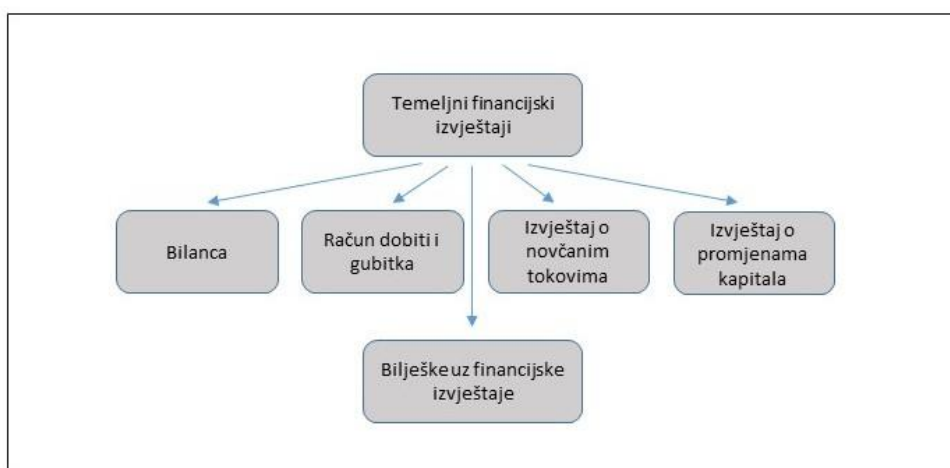 Temeljni financijski
izvještaji
Bilanca
Račun dobiti i
gubitka
Izvještaj o
novčanim
tokovima
Izvještaj o
promjenama
kapitala
Bilješke uz financijske
izvještaje